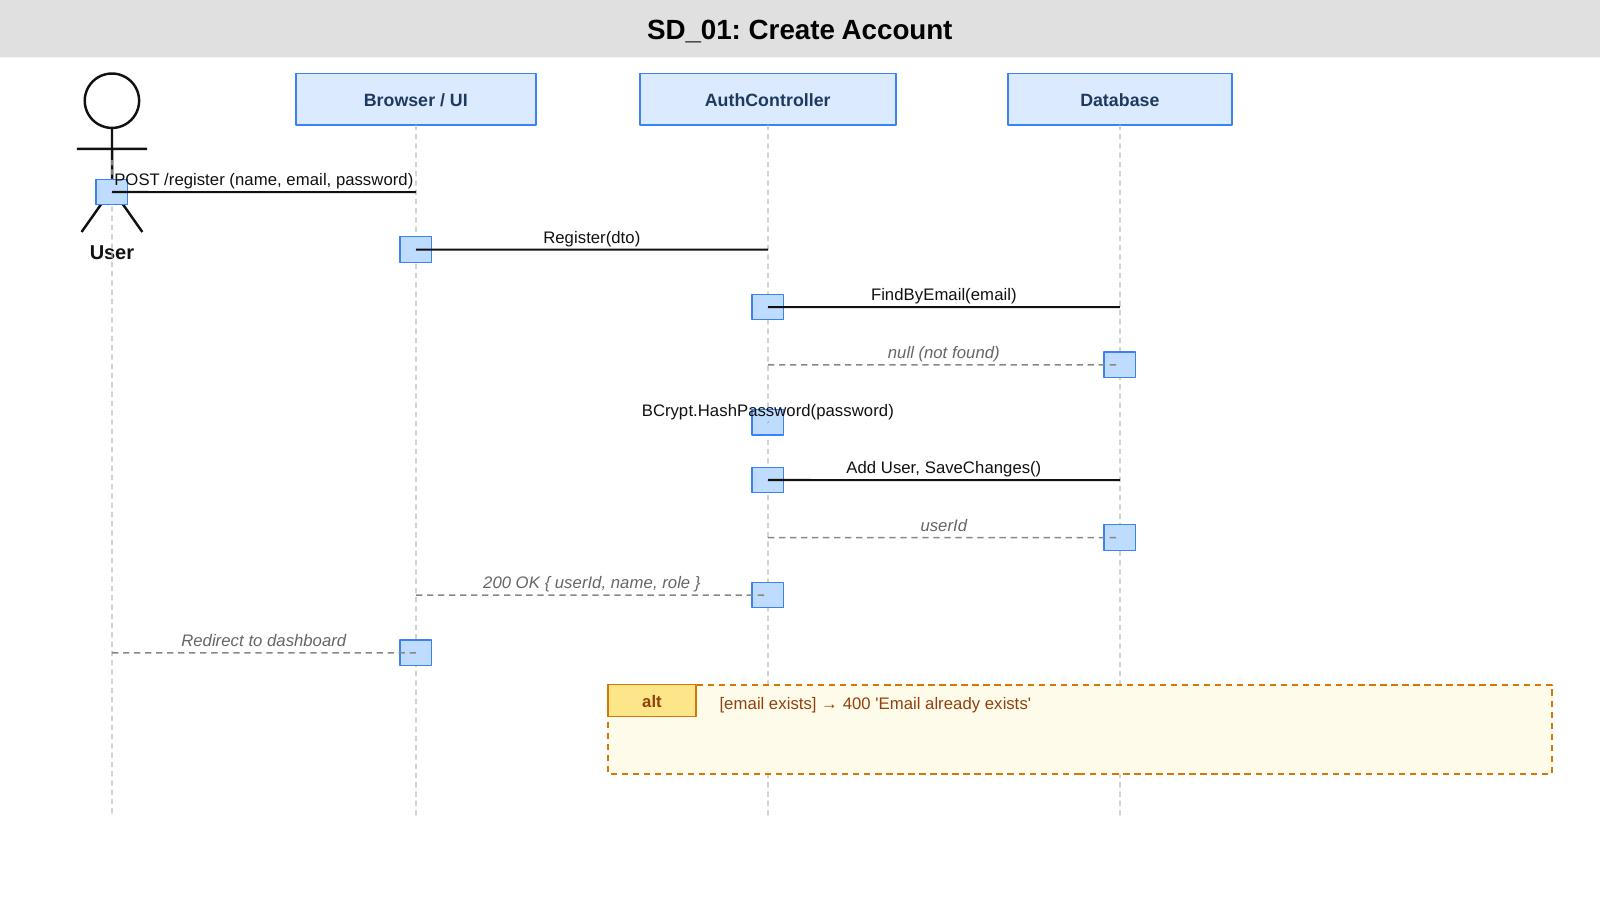 SD_01: Create Account
Browser / UI
AuthController
Database
POST /register (name, email, password)
User
Register(dto)
FindByEmail(email)
null (not found)
BCrypt.HashPassword(password)
Add User, SaveChanges()
userId
200 OK { userId, name, role }
Redirect to dashboard
alt
[email exists] → 400 'Email already exists'